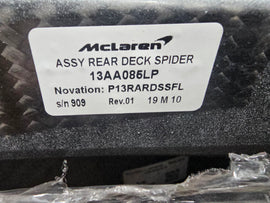 McLaren
ASSY REAR DECK SPIDER
13AA086LP
Novation: P13RARDSSFL
s/n 909 Rev.01 19 M 10